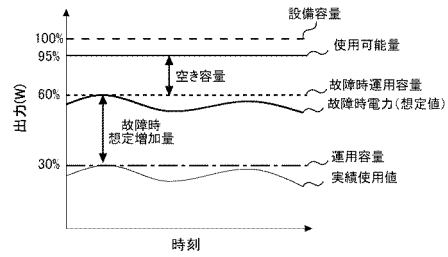 設備容量
100%
使用可能量
95%
空き容量
故障時運用容量
60%
故障時電力(想定値)
出力(W)
故障時
想定増加量
運用容量
30%
実績使用値
時刻